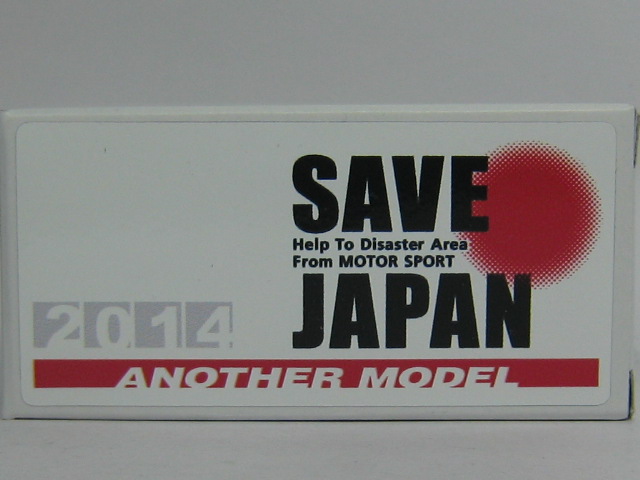 SAVE
Help To Disaster Area
From MOTOR SPORT
JAPAN
2014
ANOTHER MODEL